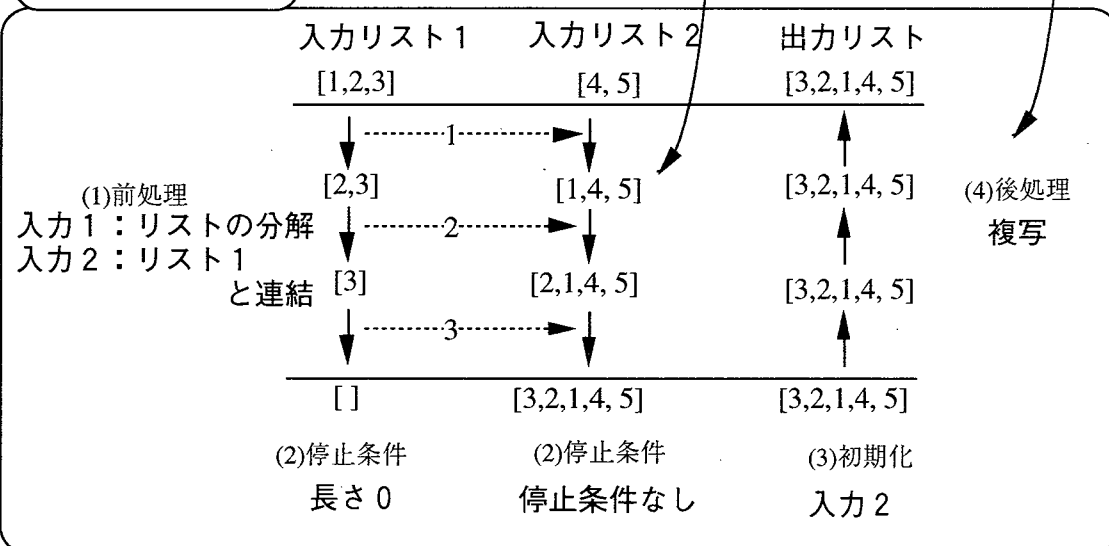 入力リスト1 入力リスト2 出力リスト
[1,2,3] [4, 5] [3,2,1,4, 5]
1
(1)前処理 [2,3] [1,4, 5] [3,2,1,4, 5] (4)後処理
入力1：リストの分解 2 複写
入力2：リスト1
と連結 [3] [2,1,4, 5] [3,2,1,4, 5]
3
[ ] [3,2,1,4, 5] [3,2,1,4, 5]
(2)停止条件 (2)停止条件 (3)初期化
長さ0 停止条件なし 入力2